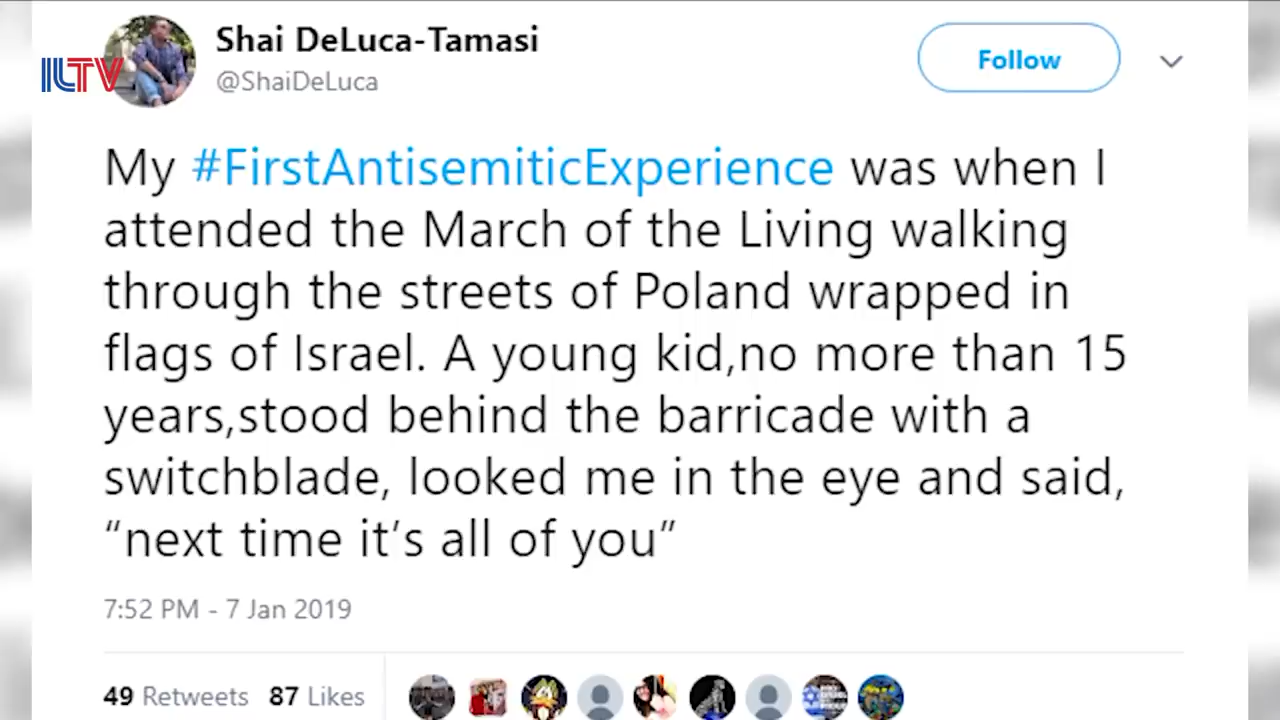 Shai DeLuca-Tamasi
ILTV
@ShaiDeLuca
Follow
My #FirstAntisemiticExperience was when I
attended the March of the Living walking
through the streets of Poland wrapped in
flags of Israel. A young kid,no more than 15
years,stood behind the barricade with a
switchblade, looked me in the eye and said,
“next time it’s all of you”
7:52 PM - 7 Jan 2019
49 Retweets 87 Likes